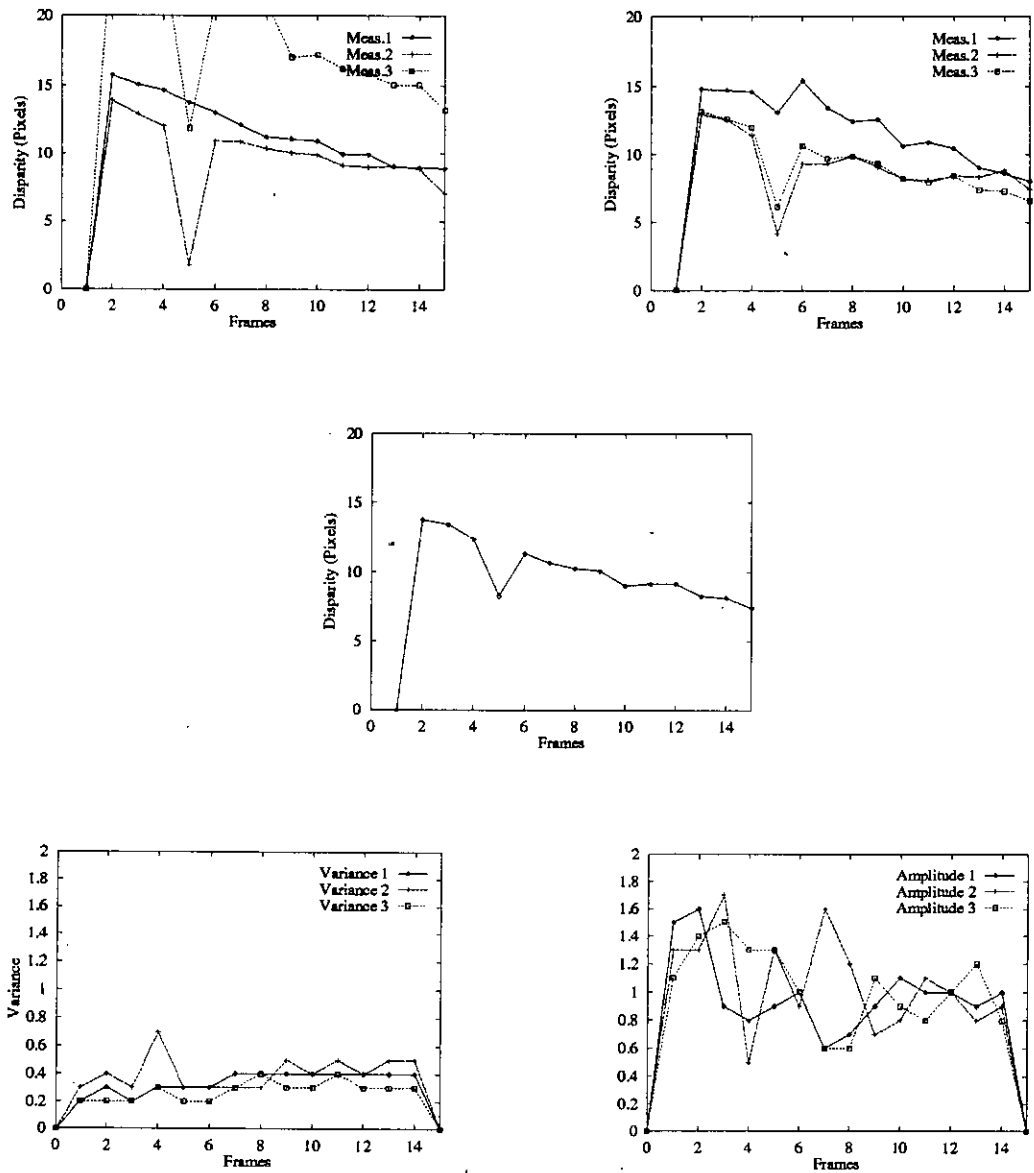 20
15
10
5
0
Disparity (Pixels)
Meas.1
Meas.2
Meas.3
0 2 4 6 8 10 12 14
Frames
20
15
10
5
0
Disparity (Pixels)
Meas.1
Meas.2
Meas.3
0 2 4 6 8 10 12 14
Frames
20
15
10
5
0
Disparity (Pixels)
0 2 4 6 8 10 12 14
Frames
2
1.8
1.6
1.4
1.2
1
0.8
0.6
0.4
0.2
0
Variance
Variance 1
Variance 2
Variance 3
0 2 4 6 8 10 12 14
Frames
2
1.8
1.6
1.4
1.2
1
0.8
0.6
0.4
0.2
0
Amplitude 1
Amplitude 2
Amplitude 3
0 2 4 6 8 10 12 14
Frames